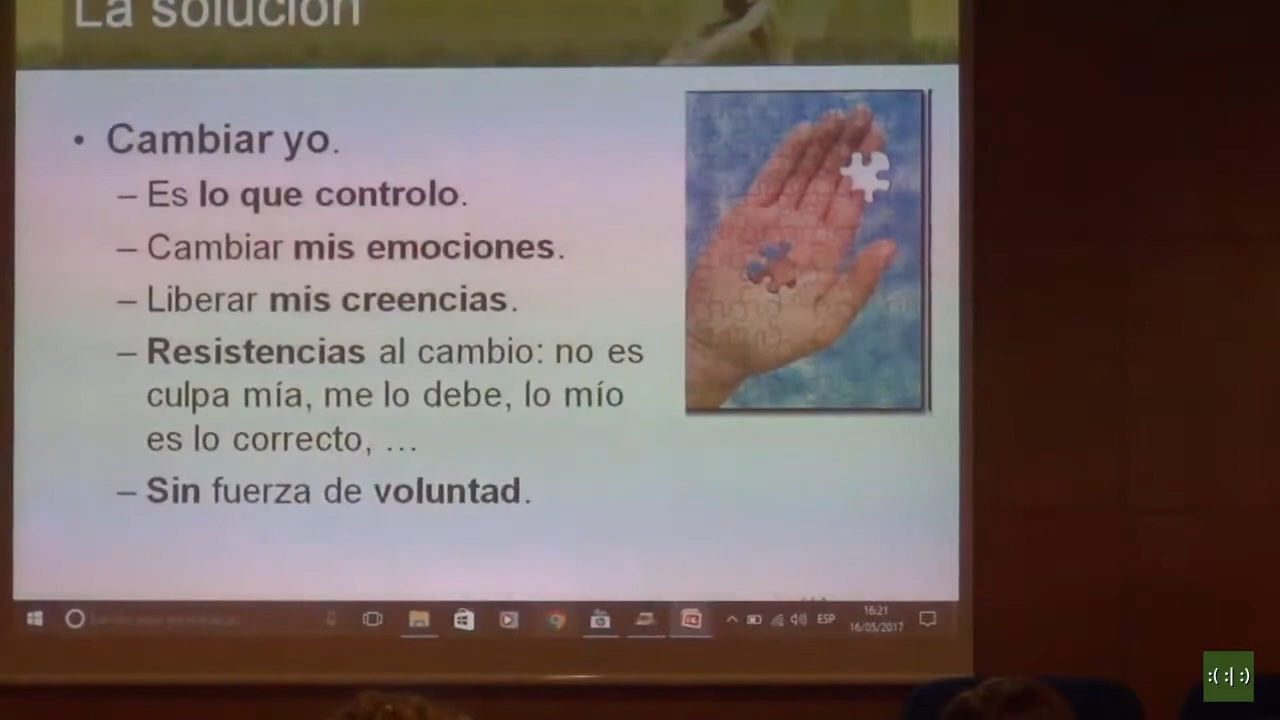 La solución
• Cambiar yo.
– Es lo que controlo.
– Cambiar mis emociones.
– Liberar mis creencias.
– Resistencias al cambio: no es
culpa mía, me lo debe, lo mío
es lo correcto, …
– Sin fuerza de voluntad.
ESP
16:21
16/05/2017
:( :| :)